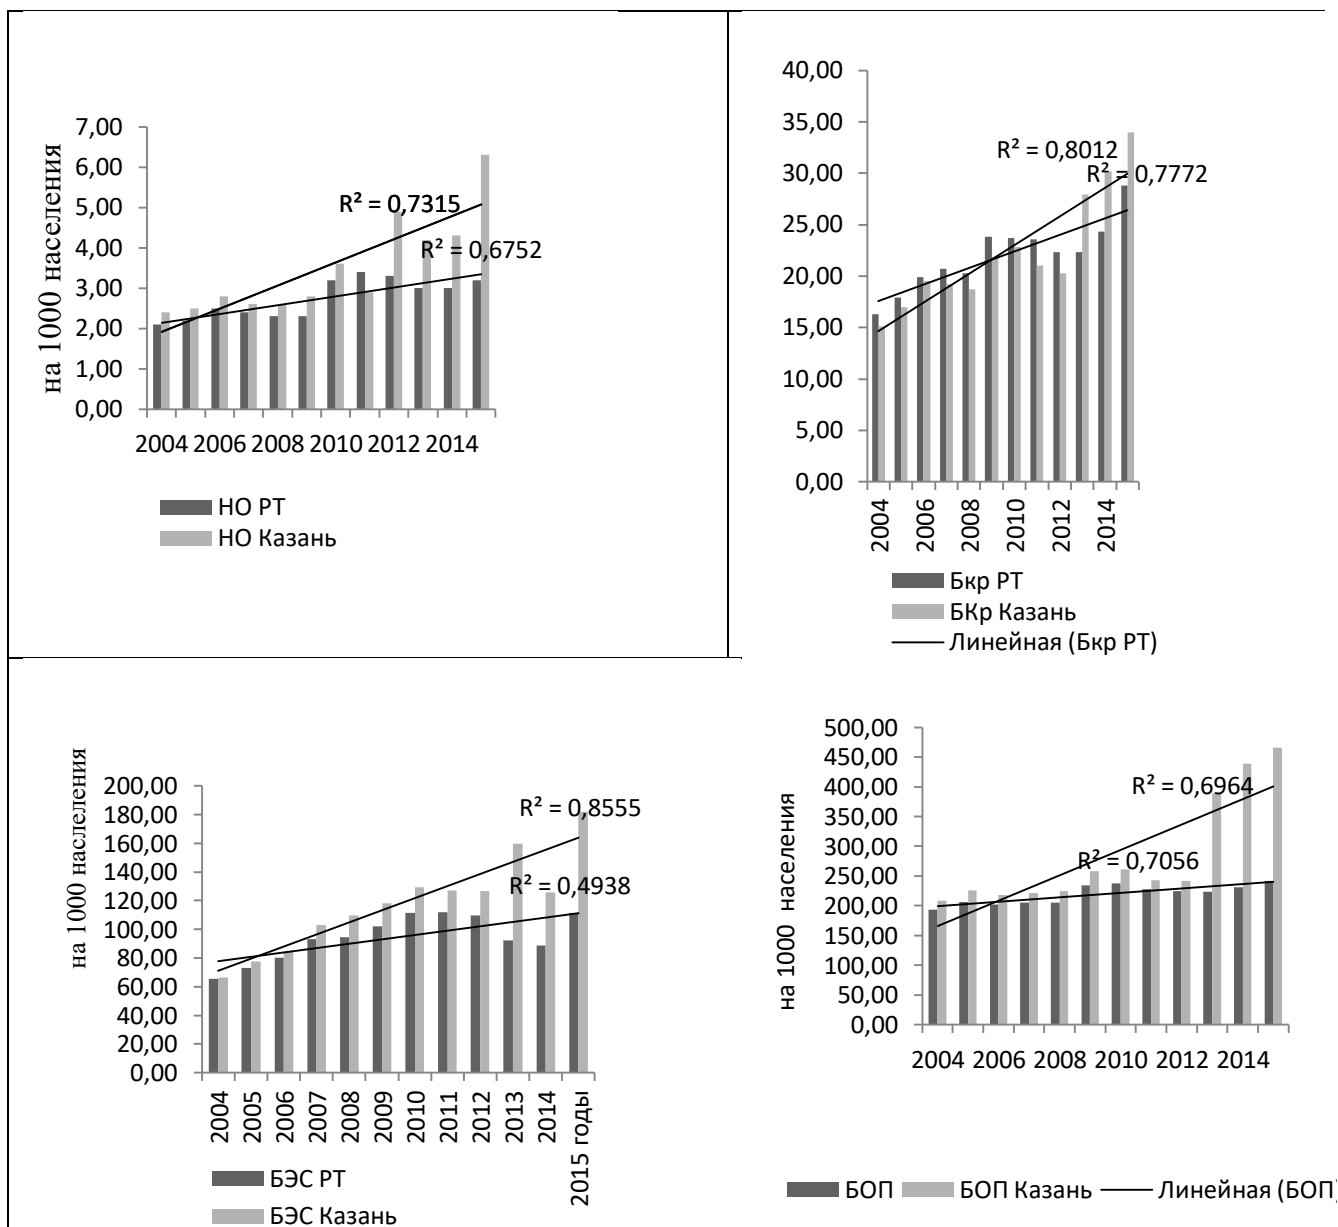 на 1000 населения
7,00
6,00
5,00
4,00
3,00
2,00
1,00
0,00
R² = 0,7315
R² = 0,6752
2004 2006 2008 2010 2012 2014
НО РТ
НО Казань
40,00
35,00
30,00
25,00
20,00
15,00
10,00
5,00
0,00
R² = 0,8012
R² = 0,7772
2004
2006
2008
2010
2012
2014
Бкр РТ
БКр Казань
Линейная (Бкр РТ)
на 1000 насления
200,00
180,00
160,00
140,00
120,00
100,00
80,00
60,00
40,00
20,00
0,00
R² = 0,8555
R² = 0,4938
2004
2005
2006
2007
2008
2009
2010
2011
2012
2013
2014
2015 годы
БЭС РТ
БЭС Казань
на 1000 населения
500,00
450,00
400,00
350,00
300,00
250,00
200,00
150,00
100,00
50,00
0,00
R² = 0,6964
R² = 0,7056
2004 2006 2008 2010 2012 2014
БОП БОП Казань Линейная (БОП)